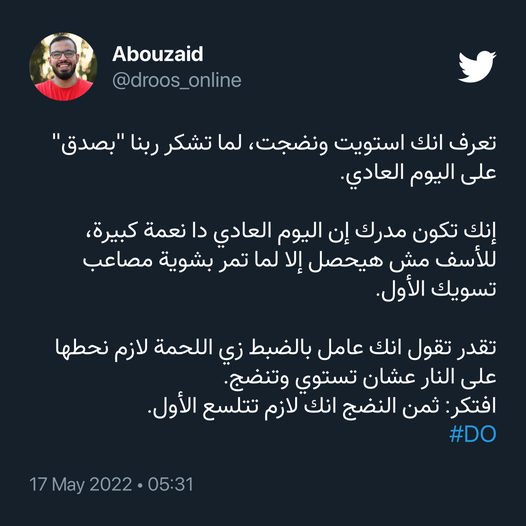 Abouzaid
@droos_online
تعرف انك استويت ونضجت، لما تشكر ربنا "بصدق"
على اليوم العادي.
إنك تكون مدرك إن اليوم العادي دا نعمة كبيرة،
للأسف مش هيحصل إلا لما تمر بشوية مصاعب
تسويك الأول.
تقدر تقول انك عامل بالضبط زي اللحمة لازم نحطها
على النار عشان تستوي وتنضج.
افتكر: ثمن النضج انك لازم تتلسع الأول.
#DO
17 May 2022 • 05:31